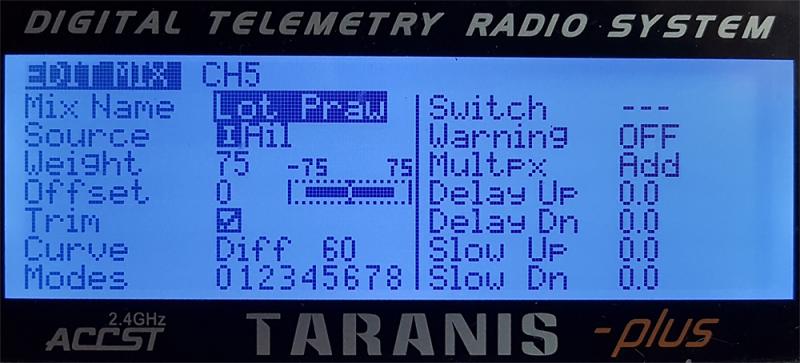 DIGITAL TELEMETRY RADIO SYSTEM
EDIT MIX CH5
Mix Name Lot Praw
Source IAil
Weight 75
-75 75
Offset 0
Trim
Curve Diff 60
Modes 012345678
Switch ---
Warning OFF
Multpx Add
Delay Up 0.0
Delay Dn 0.0
Slow Up 0.0
Slow Dn 0.0
2.4GHz
ACCST
TARANIS -plus